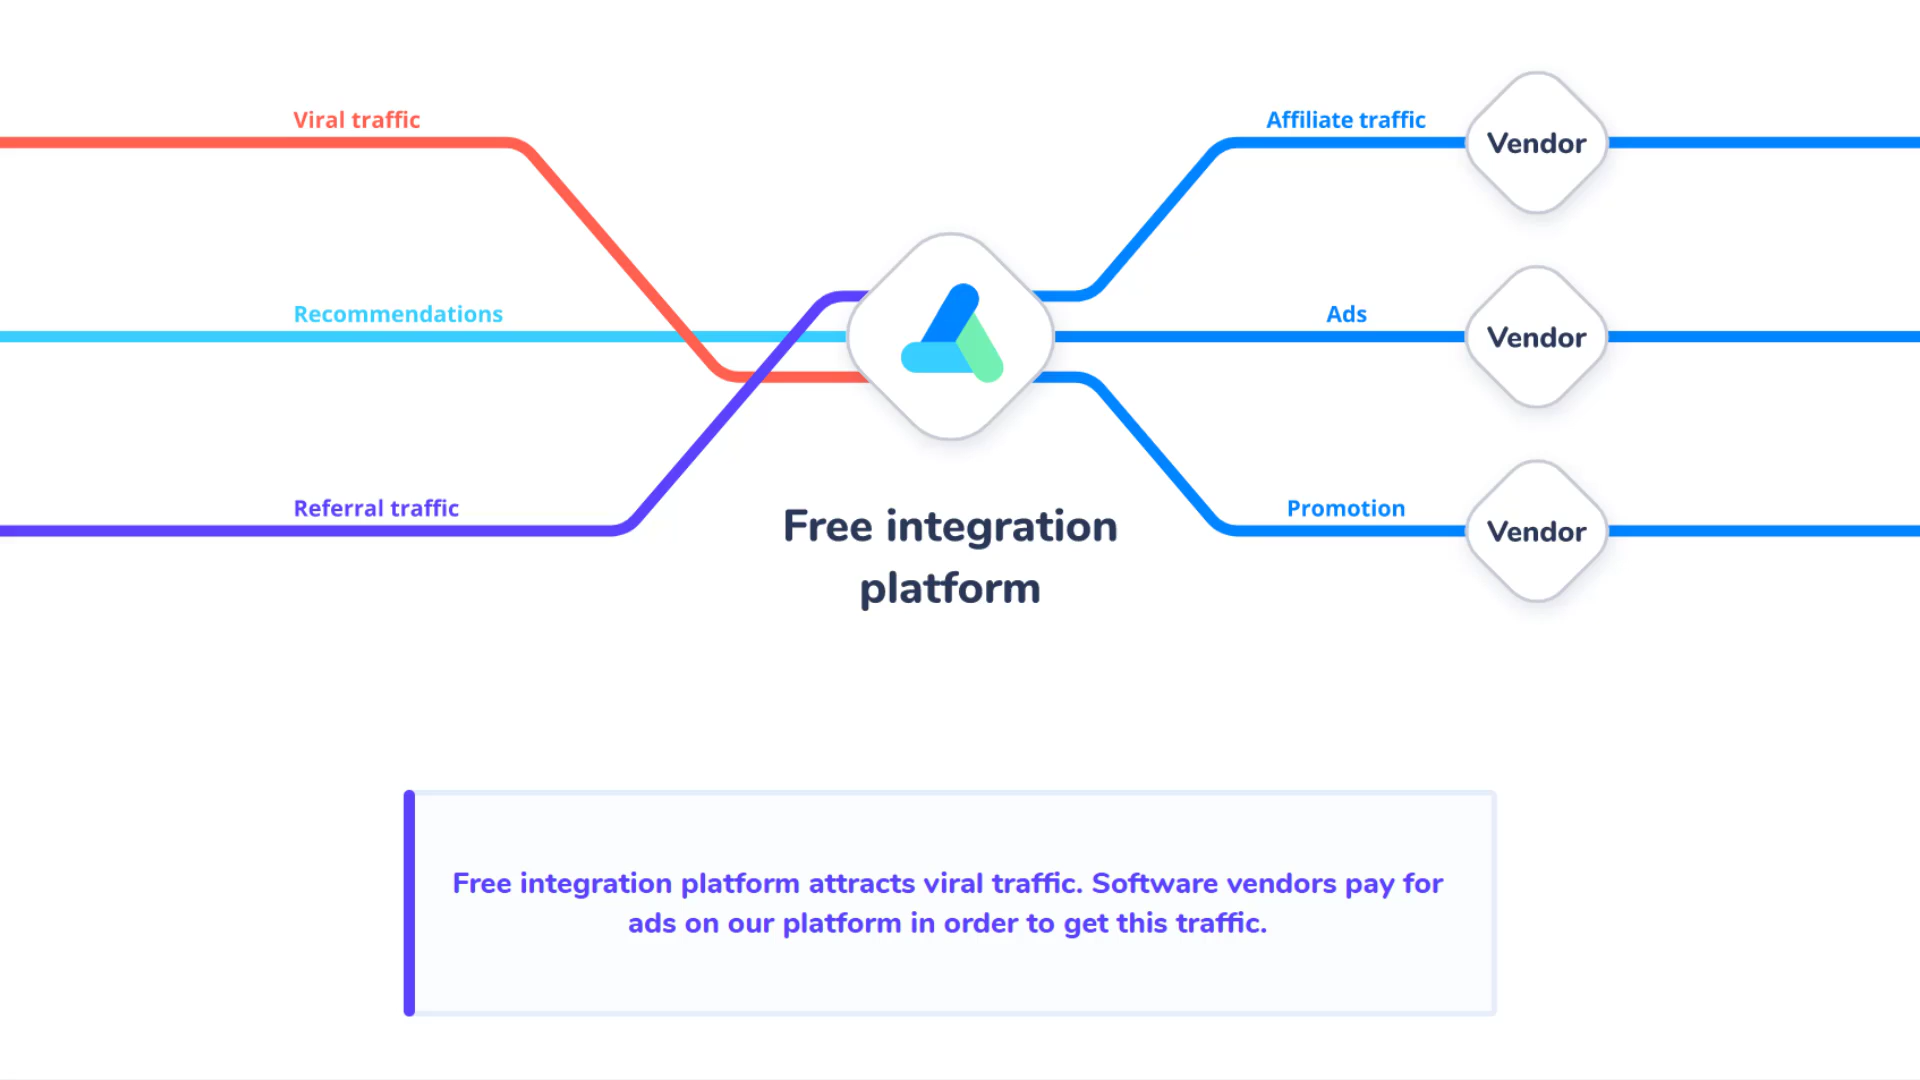 Viral traffic
Recommendations
Referral traffic
Affiliate traffic
Ads
Promotion
Vendor
Vendor
Vendor
Free integration
platform
Free integration platform attracts viral traffic. Software vendors pay for
ads on our platform in order to get this traffic.